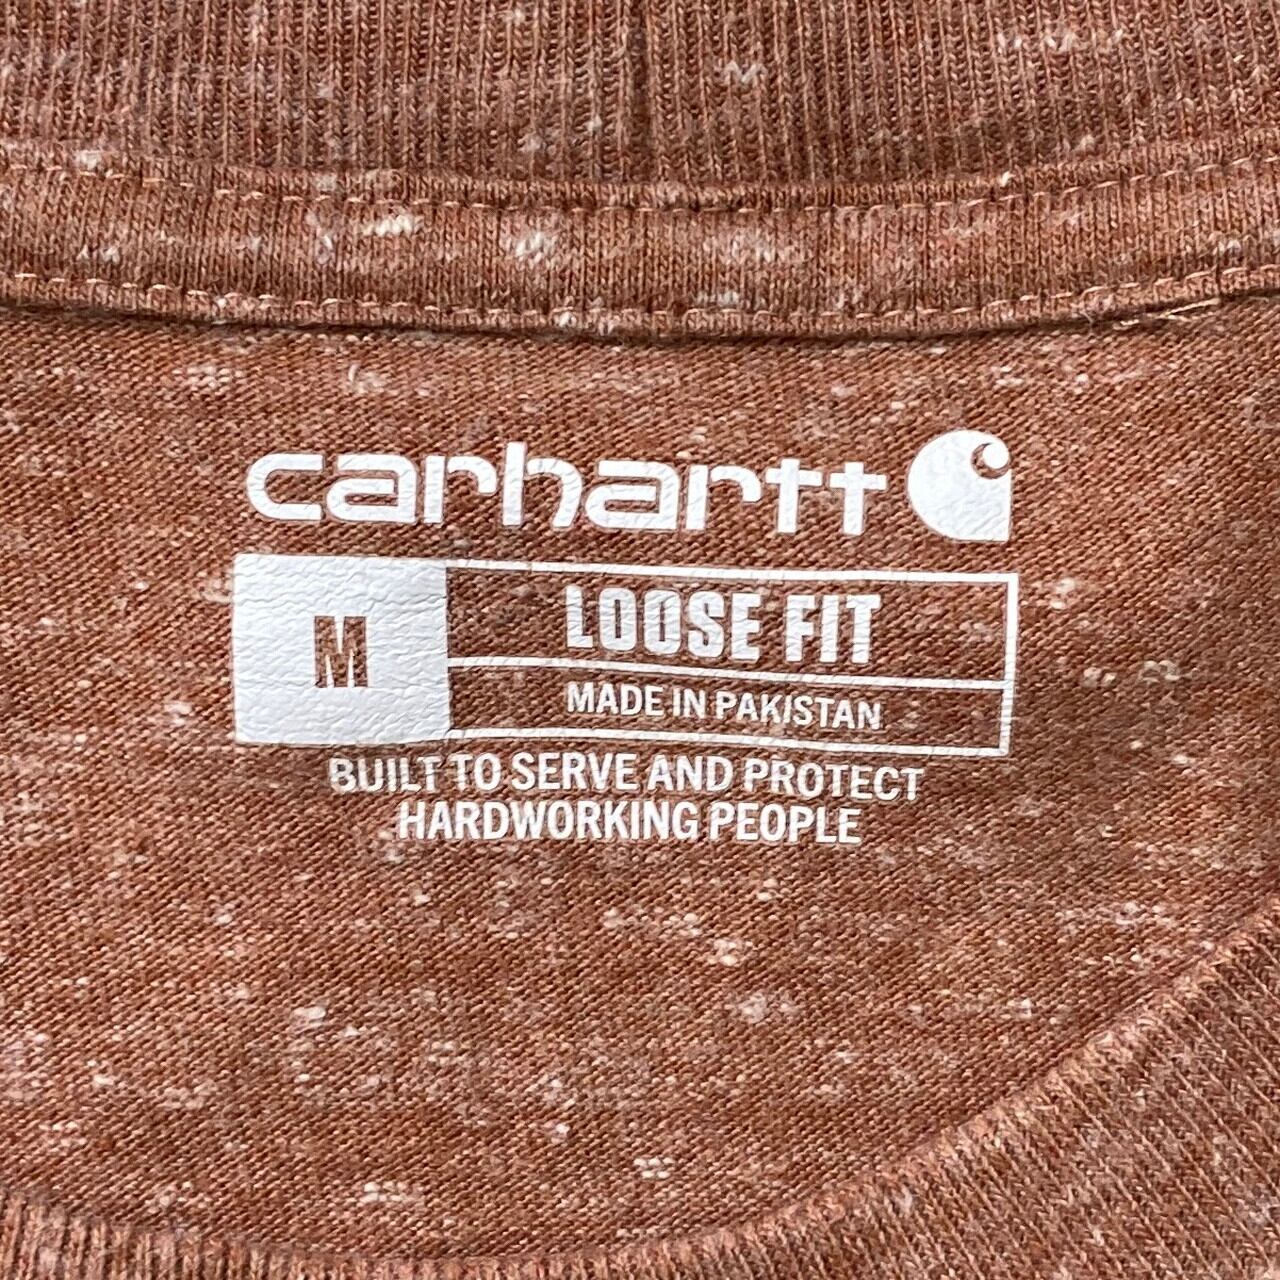 carhartt
M
LOOSE FIT
MADE IN PAKISTAN
BUILT TO SERVE AND PROTECT
HARDWORKING PEOPLE